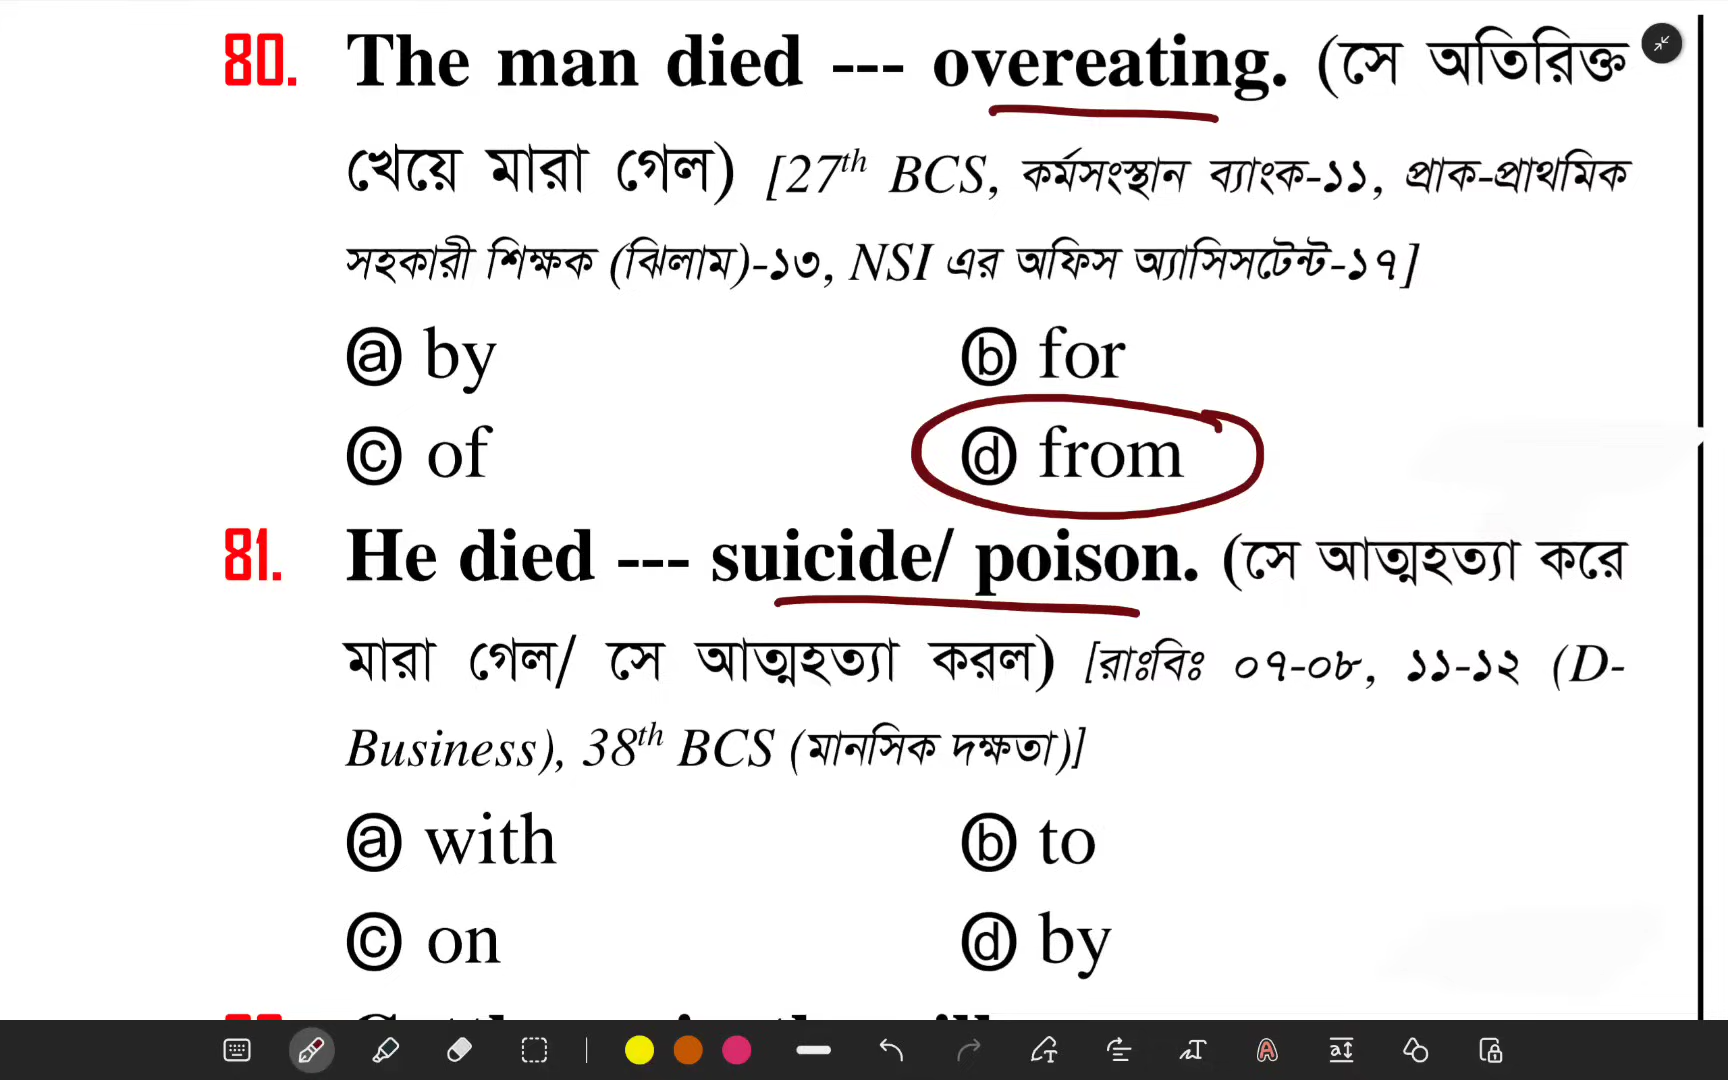 80. The man died --- overeating. (সে অতিরিক্ত
খেয়ে মারা গেল) [27th BCS, কর্মসংস্থান ব্যাংক-১১, প্রাক-প্রাথমিক
সহকারী শিক্ষক (ঝিলাম)-১৩, NSI এর অফিস অ্যাসিসটেন্ট-১৭]
ⓐ by ⓑ for
ⓒ of ⓓ from
81. He died --- suicide/ poison. (সে আত্মহত্যা করে
মারা গেল/ সে আত্মহত্যা করল) [রাঃবিঃ ০৭-০৮, ১১-১২ (D-
Business), 38th BCS (মানসিক দক্ষতা)]
ⓐ with ⓑ to
ⓒ on ⓓ by